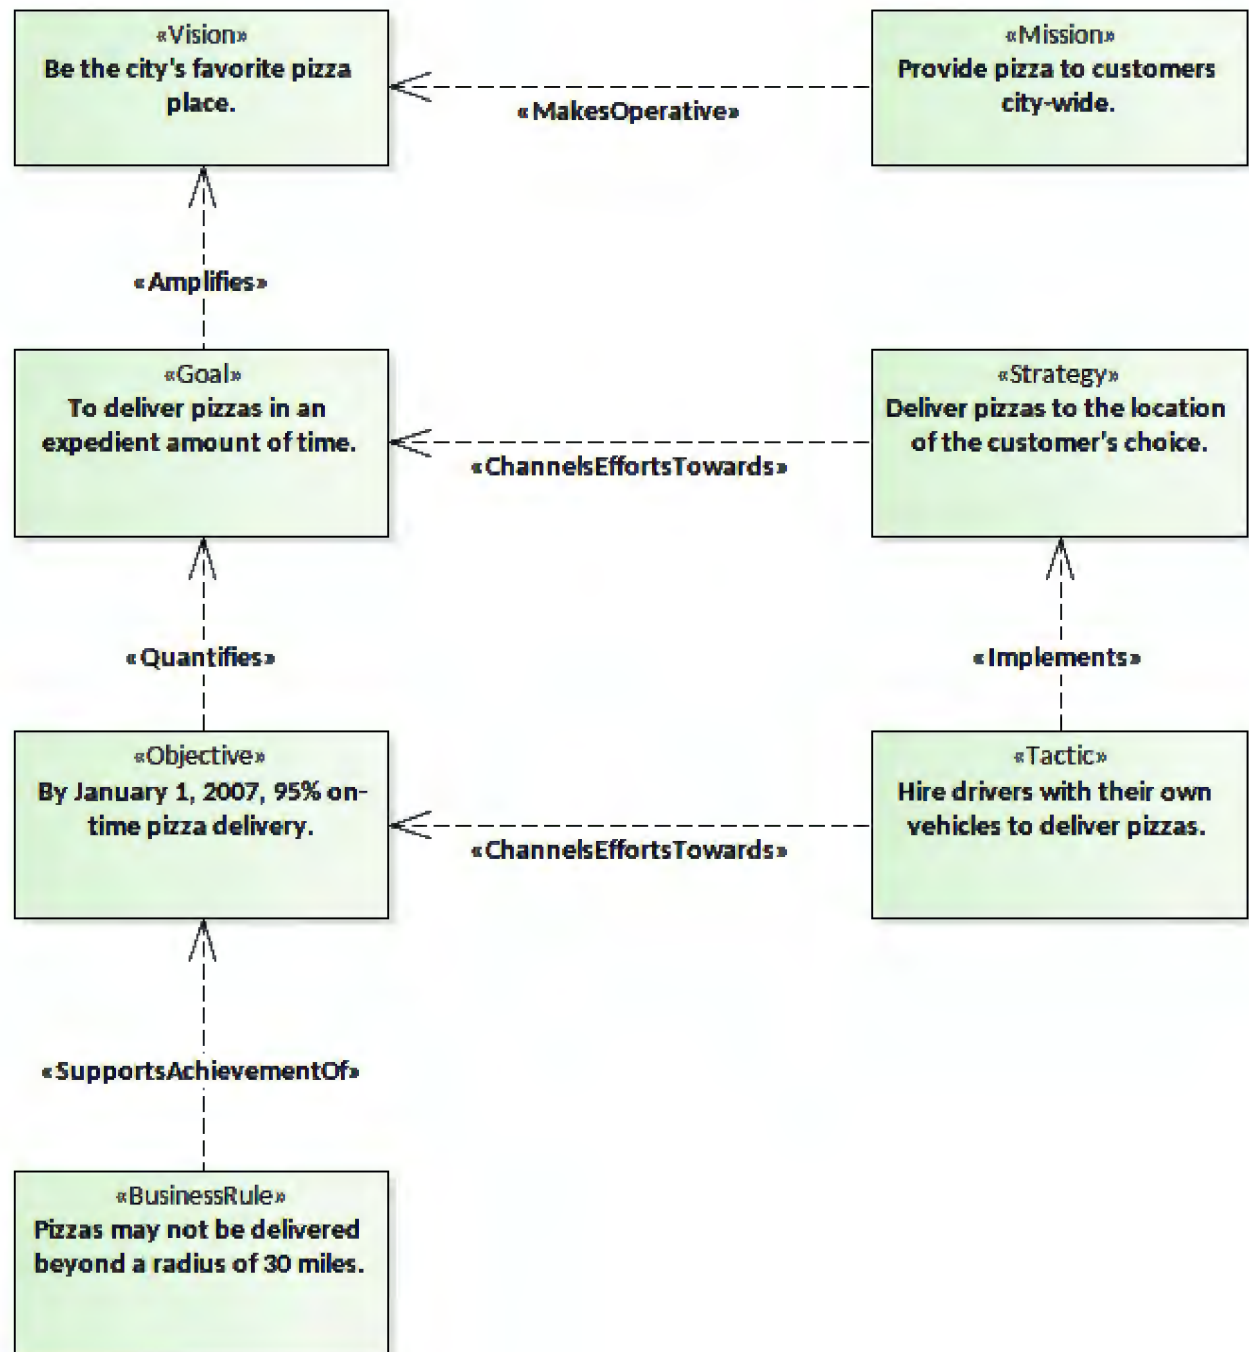 «Vision»
Be the city's favorite pizza
place.
«Mission»
Provide pizza to customers
city-wide.
«MakesOperative»
«Amplifies»
«Goal»
To deliver pizzas in an
expedient amount of time.
«Strategy»
Deliver pizzas to the location
of the customer's choice.
«ChannelsEffortsTowards»
«Quantifies»
«Implements»
«Objective»
By January 1, 2007, 95% on-
time pizza delivery.
«Tactic»
Hire drivers with their own
vehicles to deliver pizzas.
«ChannelsEffortsTowards»
«SupportsAchievementOf»
«BusinessRule»
Pizzas may not be delivered
beyond a radius of 30 miles.